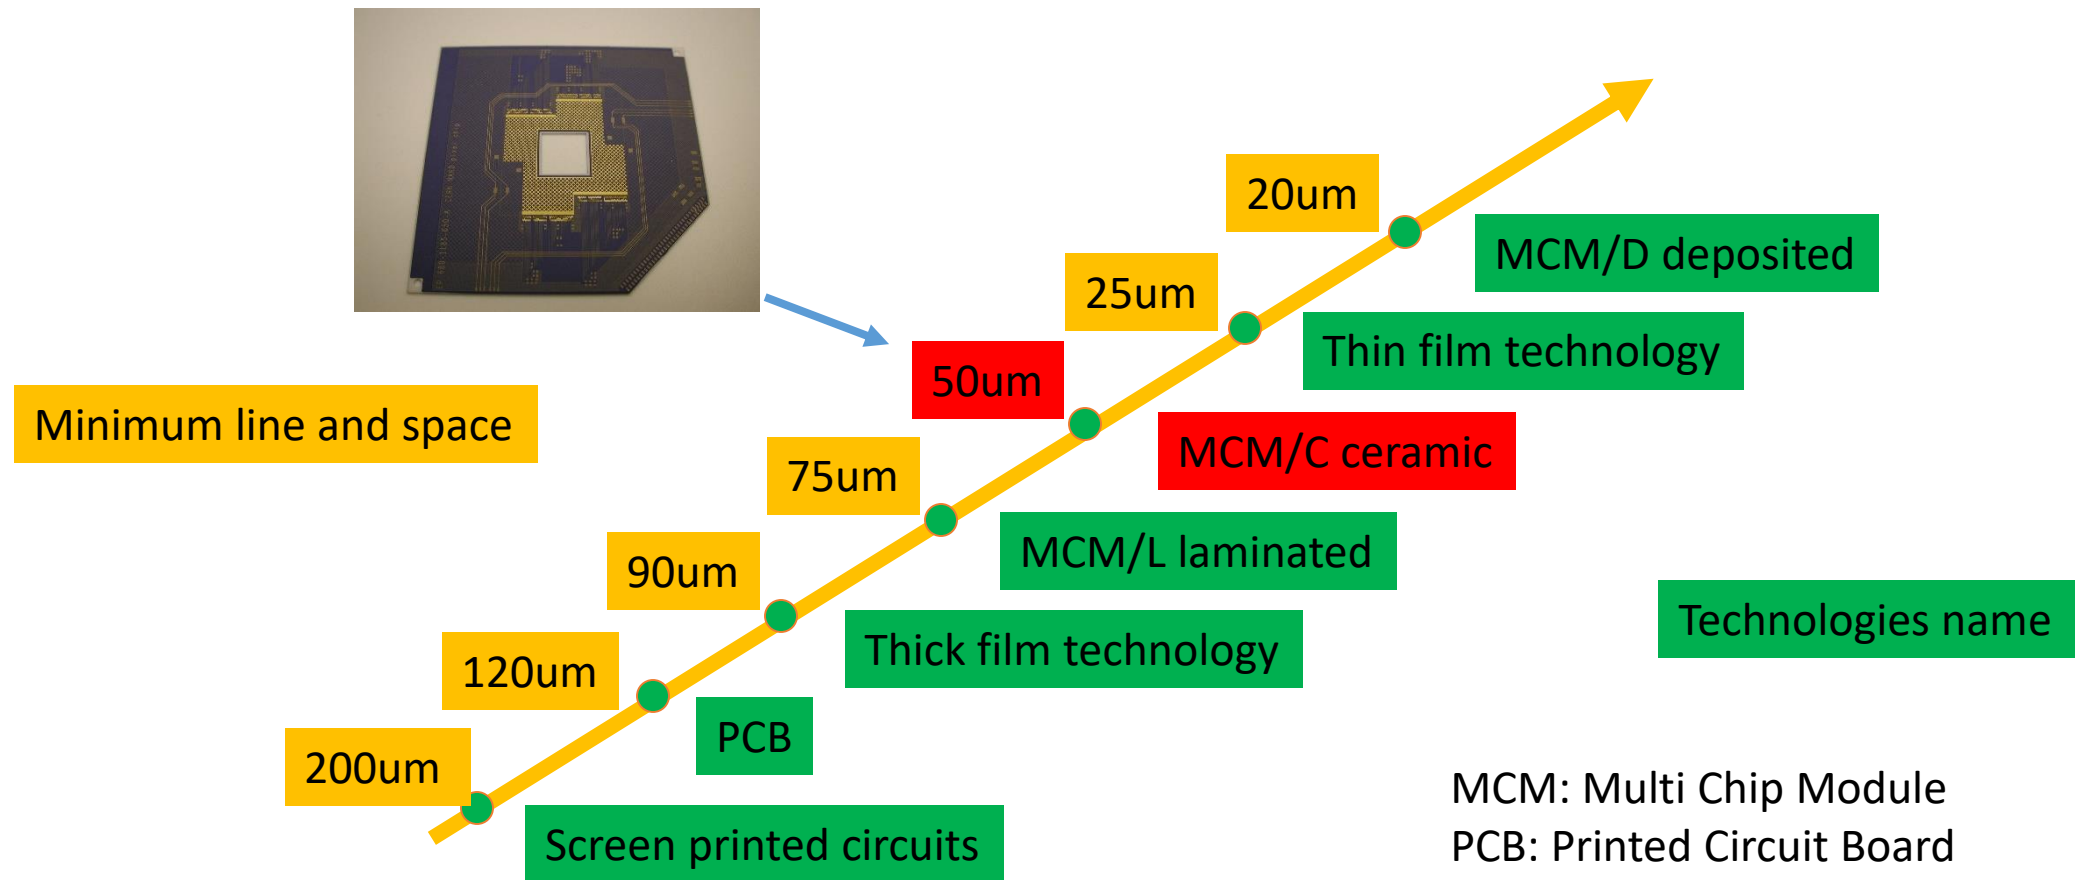 20um
MCM/D deposited
25um
Thin film technology
50um
Minimum line and space
MCM/C ceramic
75um
MCM/L laminated
90um
Technologies name
Thick film technology
120um
PCB
200um
MCM: Multi Chip Module
Screen printed circuits
PCB: Printed Circuit Board